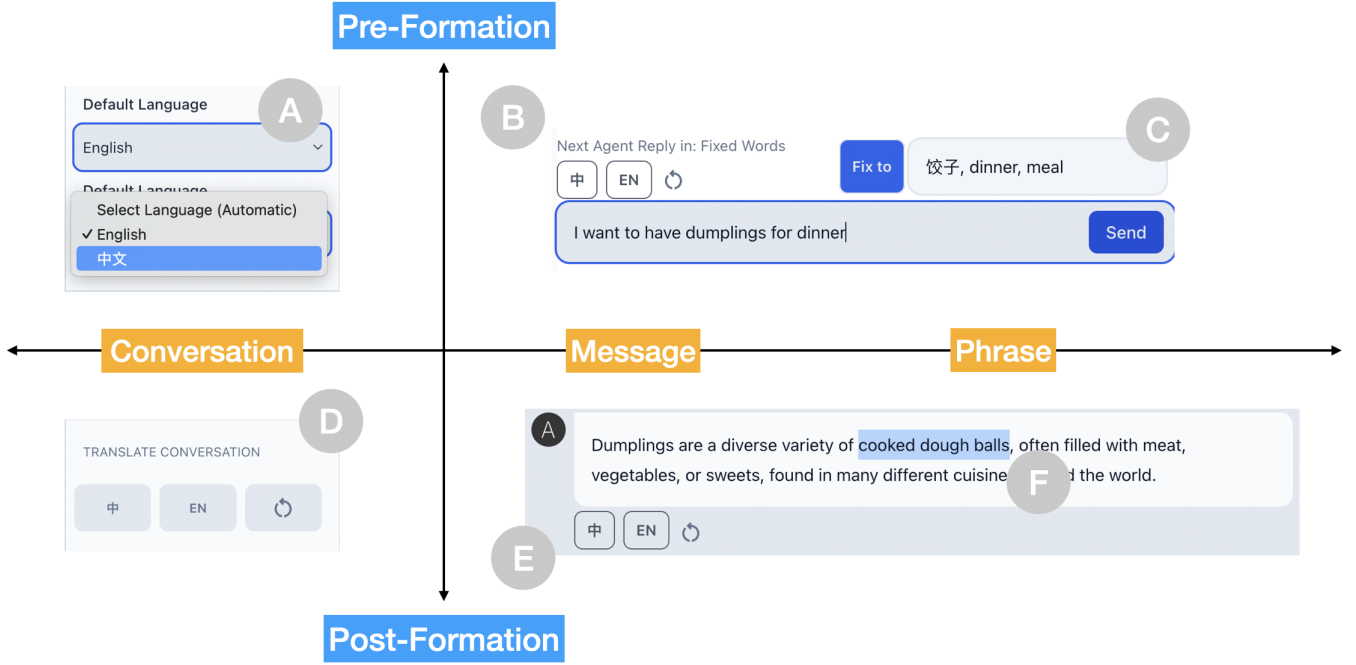 Pre-Formation
A
Default Language
English
Default Language
Select Language (Automatic)
✓ English
中文
B
Next Agent Reply in: Fixed Words
中
EN
Fix to
饺子, dinner, meal
C
I want to have dumplings for dinner
Send
Conversation
Message
Phrase
D
TRANSLATE CONVERSATION
中
EN
A
Dumplings are a diverse variety of cooked dough balls, often filled with meat,
vegetables, or sweets, found in many different cuisine d the world.
F
中
EN
E
Post-Formation